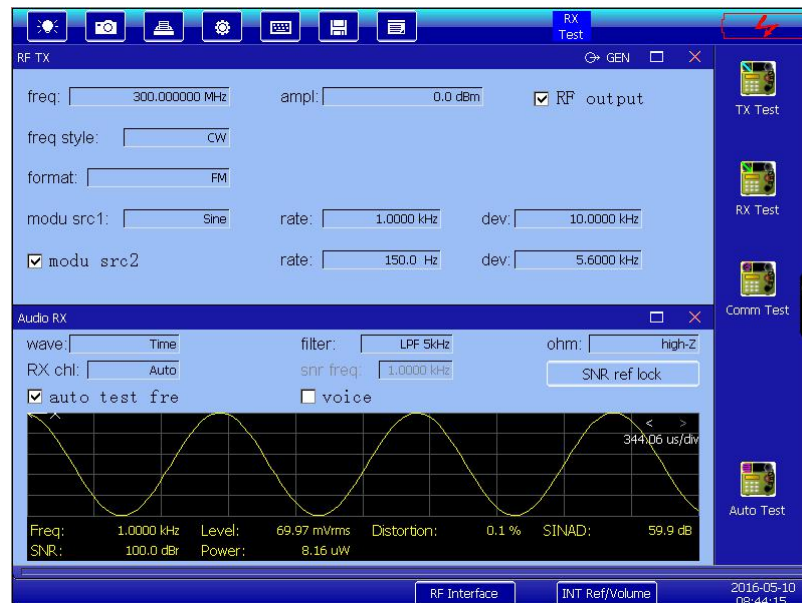 RX
Test
RF TX
GEN
freq: 300.000000 MHz ampl: 0.0 dBm RF output
freq style: CW
format: FM
modu src1: Sine rate: 1.0000 kHz dev: 10.0000 kHz
modu src2 rate: 150.0 Hz dev: 5.6000 kHz
Audio RX
wave: Time filter: LPF 5kHz ohm: high-Z
RX chl: Auto snr freq: 1.0000 kHz SNR ref lock
auto test fre voice
< >
344.06 us/div
Freq: 1.0000 kHz Level: 69.97 mVrms Distortion: 0.1 % SINAD: 59.9 dB
SNR: 100.0 dBr Power: 8.16 uW
TX Test
RX Test
Comm Test
Auto Test
RF Interface INT Ref/Volume
2016-05-10
08:44:15